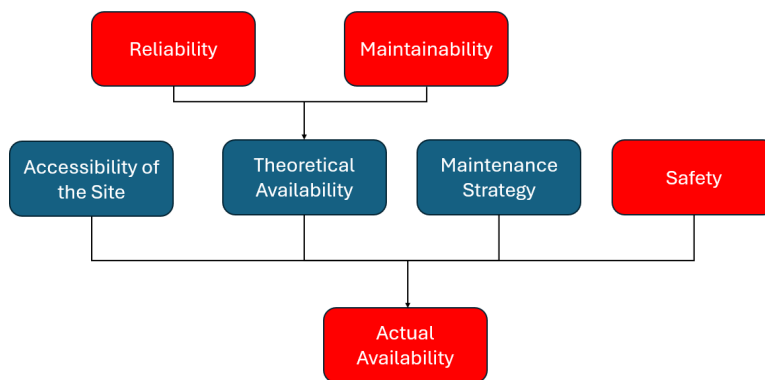 Reliability
Maintainability
Accessibility of
the Site
Theoretical
Availability
Maintenance
Strategy
Safety
Actual
Availability